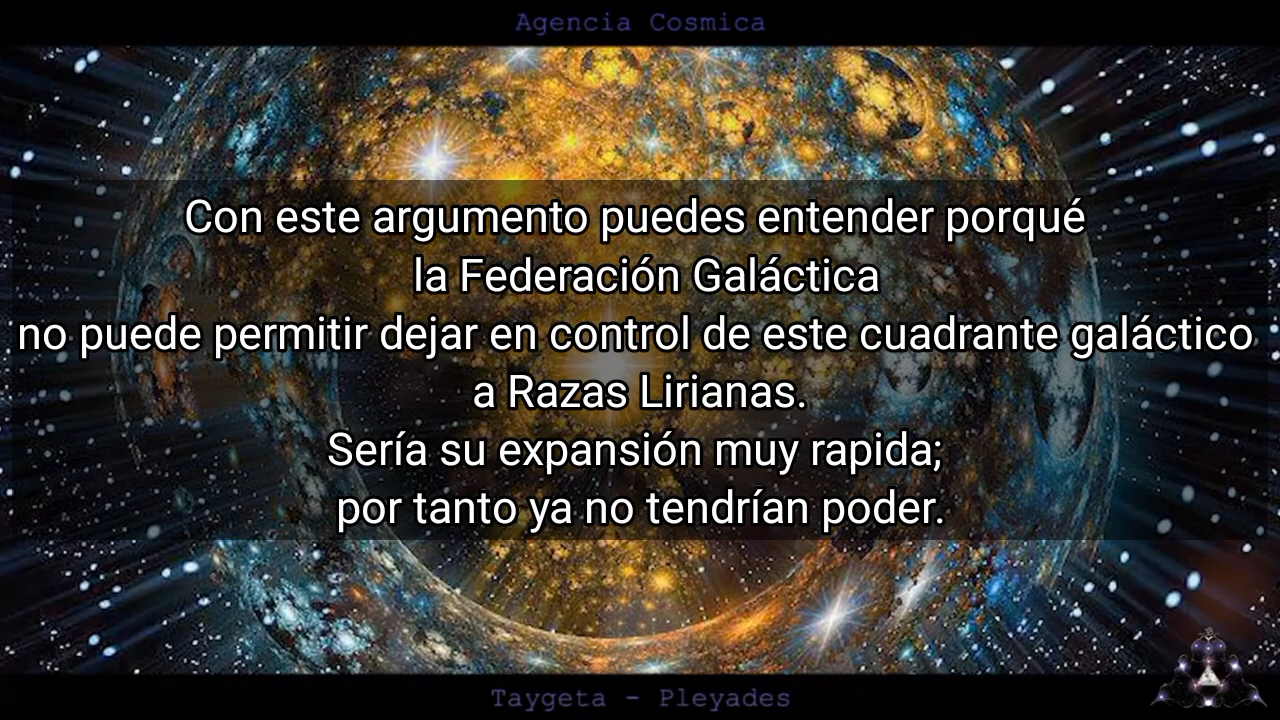 Agencia Cosmica
Con este argumento puedes entender porqué
la Federación Galáctica
no puede permitir dejar en control de este cuadrante galáctico
a Razas Lirianas.
Sería su expansión muy rapida;
por tanto ya no tendrían poder.
Taygeta - Pleyades